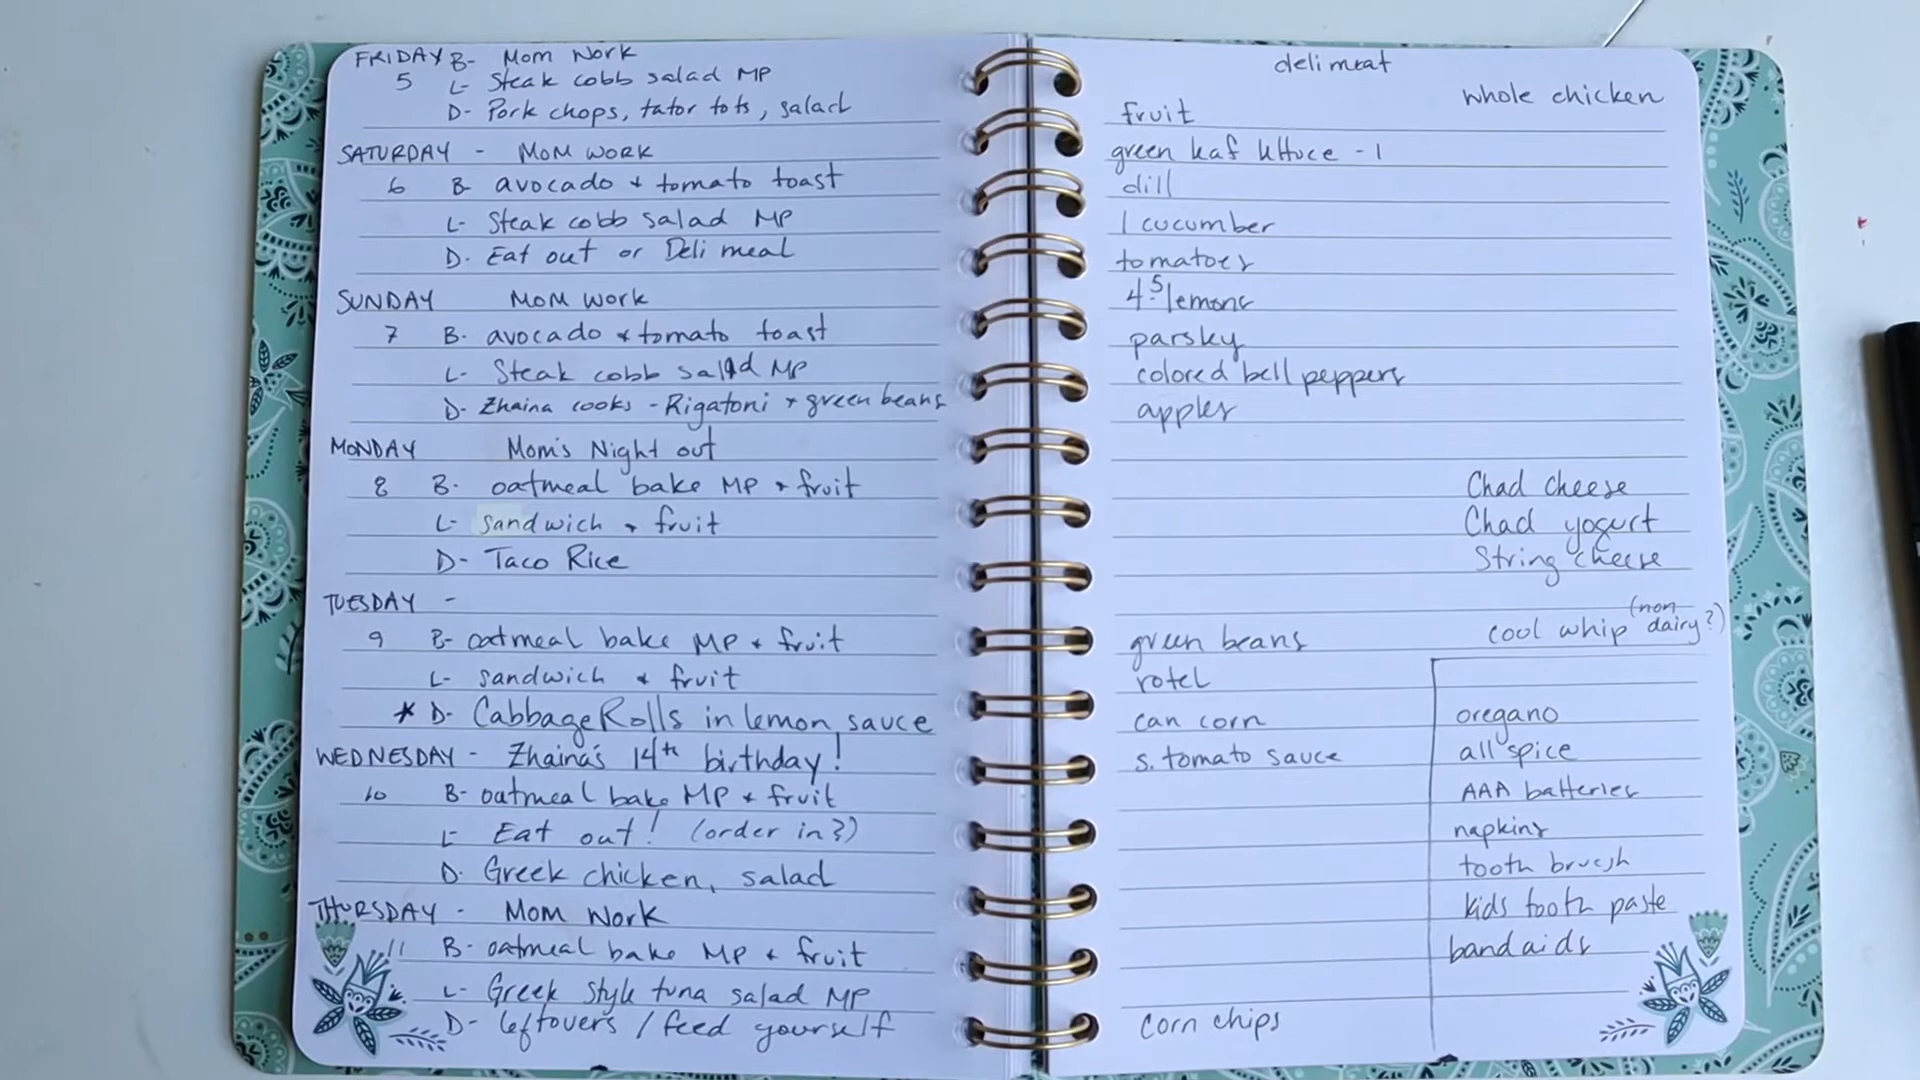 FRIDAY B- Mom Work
5 L- Steak cobb salad MP
D- Pork chops, tator tots, salad
SATURDAY - MOM WORK
6 B- avocado + tomato toast
L- Steak cobb salad MP
D- Eat out or Deli meal
SUNDAY MOM WORK
7 B- avocado + tomato toast
L- Steak cobb salad MP
D- Zhaina cooks - Rigatoni + green beans
MONDAY Mom's Night out
8 B- oatmeal bake MP + fruit
L- sandwich + fruit
D- Taco Rice
TUESDAY -
9 B- oatmeal bake MP + fruit
L- sandwich + fruit
* D- Cabbage Rolls in lemon sauce
WEDNESDAY - Zhaina's 14th birthday!
10 B- oatmeal bake MP + fruit
L- Eat out! (order in?)
D- Greek chicken, salad
THURSDAY - Mom Work
11 B- oatmeal bake MP + fruit
L- Greek style tuna salad MP
D- leftovers / feed yourself
deli meat
whole chicken
fruit
green leaf lettuce - 1
dill
1 cucumber
tomatoes
4-5 lemons
parsley
colored bell peppers
apples
Chad cheese
Chad yogurt
String cheese
cool whip (non dairy?)
green beans
rotel
can corn
s. tomato sauce
corn chips
oregano
all spice
AAA batteries
napkins
tooth brush
kids tooth paste
bandaids